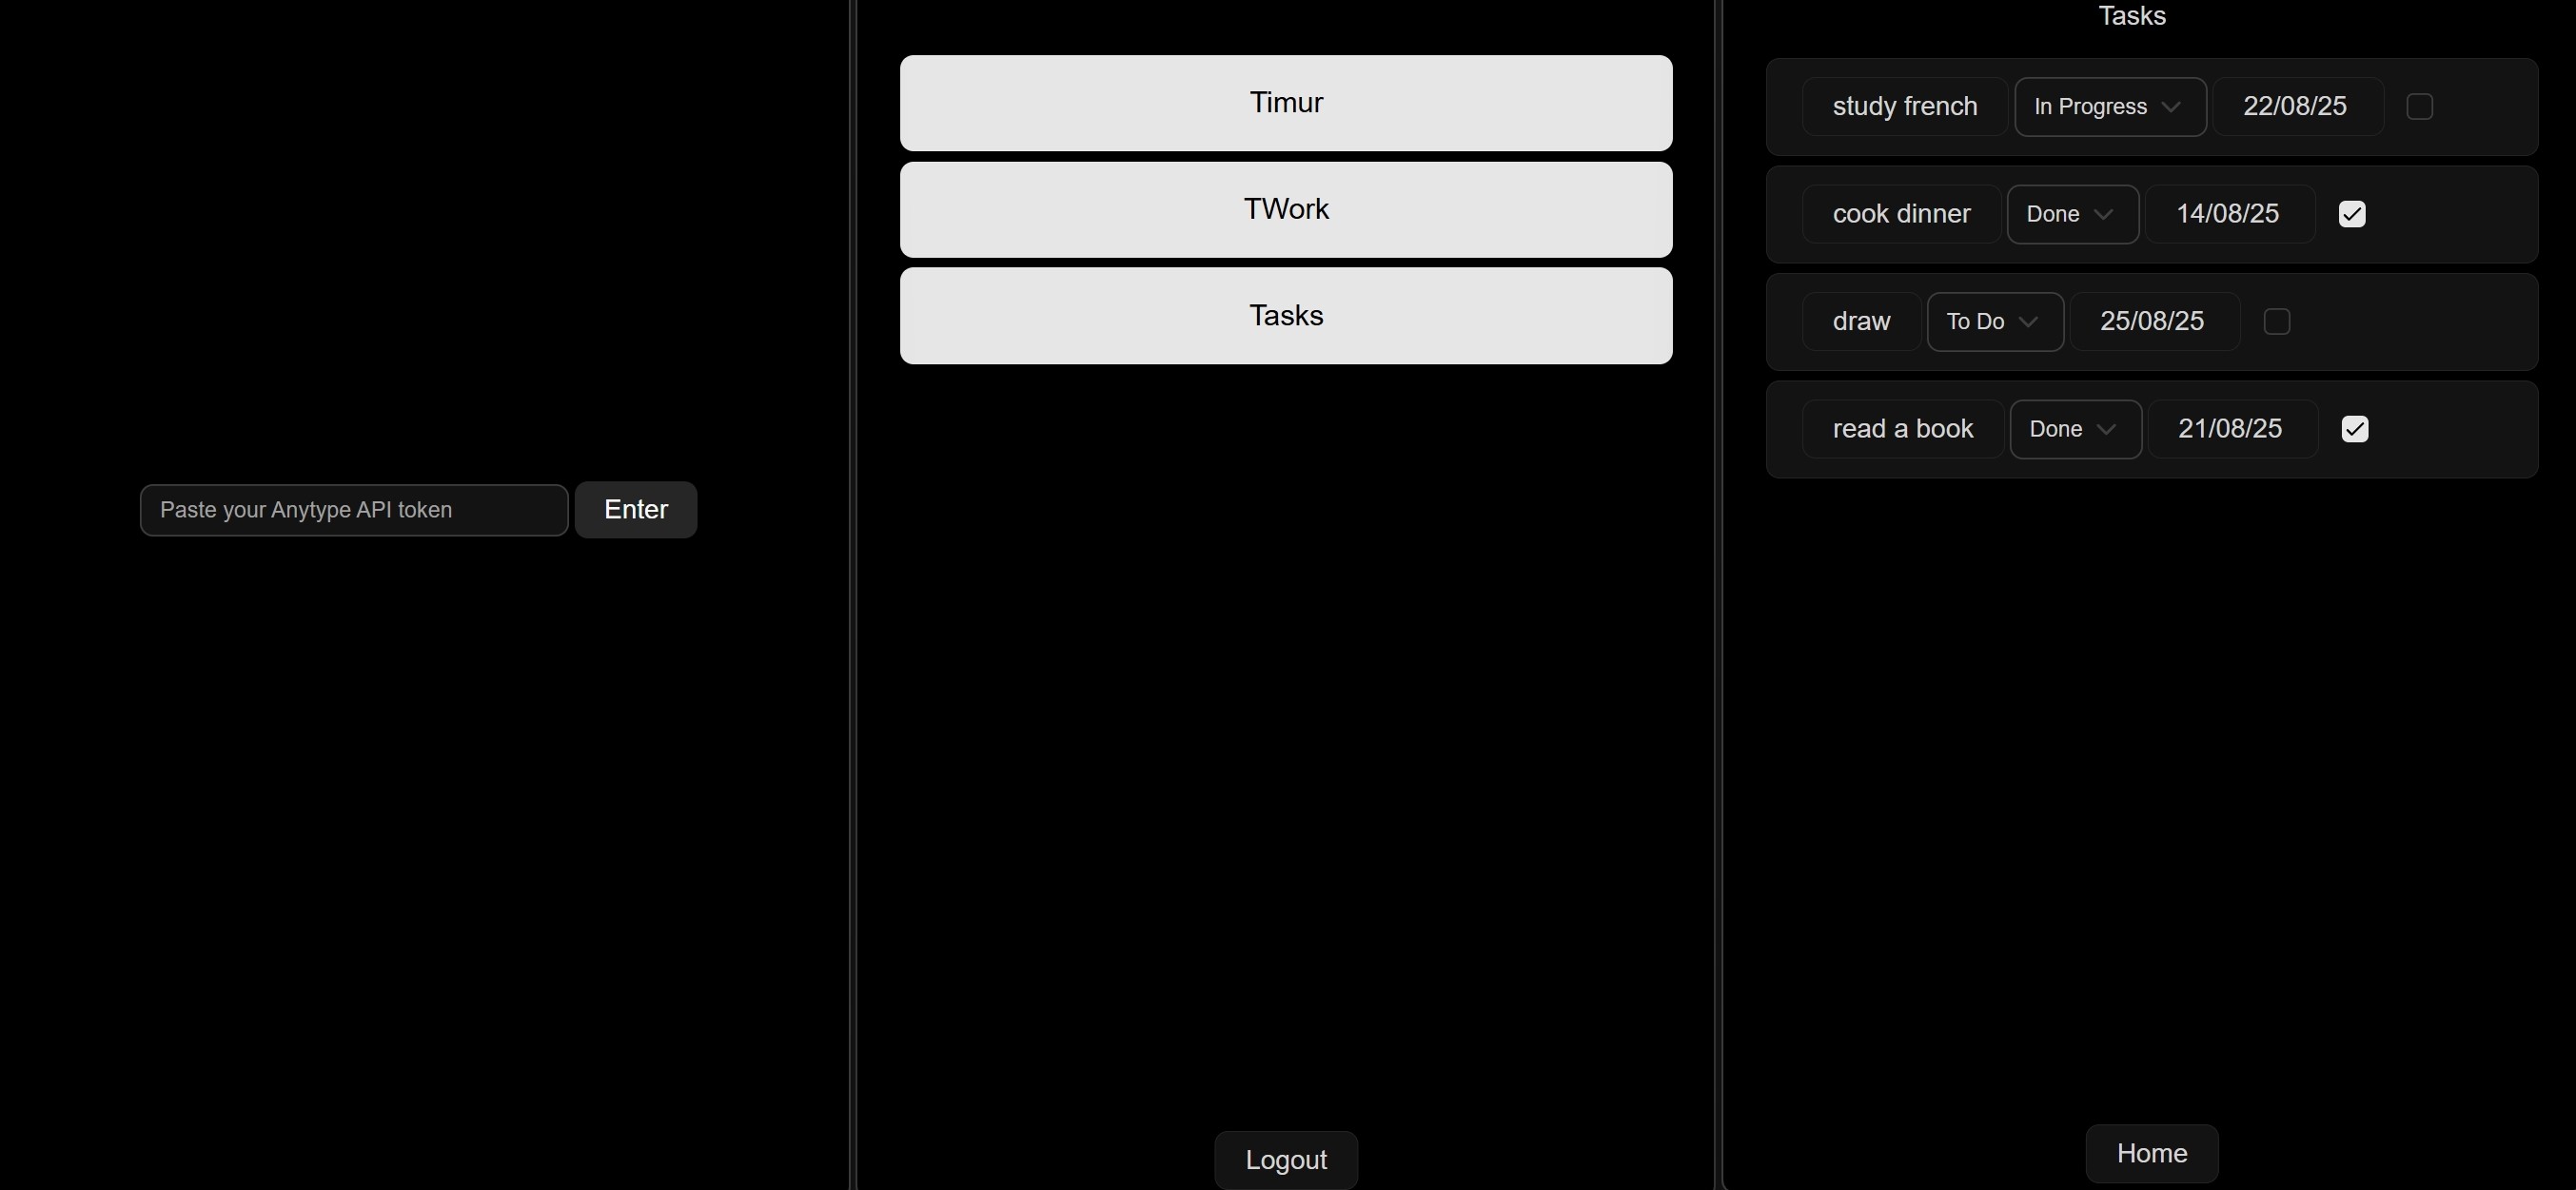 Paste your Anytype API token Enter
Timur
TWork
Tasks
Logout
Tasks
study french In Progress 22/08/25
cook dinner Done 14/08/25
draw To Do 25/08/25
read a book Done 21/08/25
Home